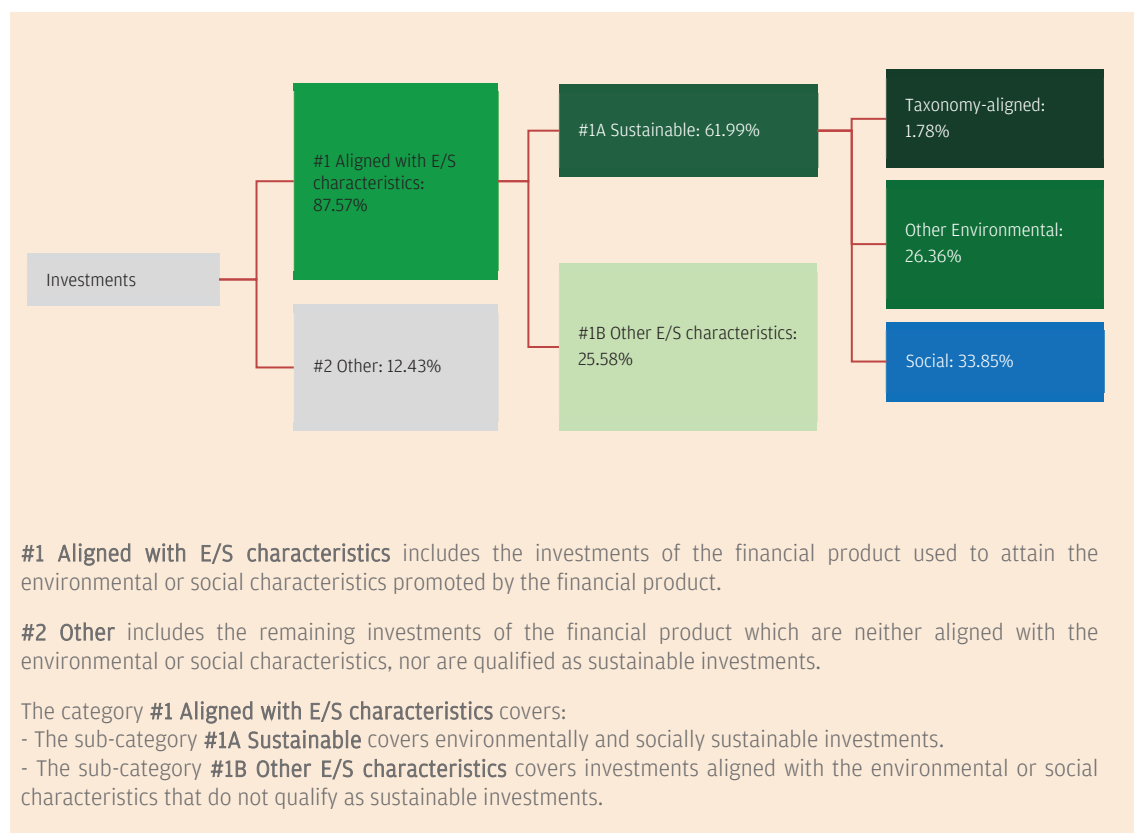 Investments
#1 Aligned with E/S
characteristics:
87.57%
#2 Other: 12.43%
#1A Sustainable: 61.99%
#1B Other E/S characteristics:
25.58%
Taxonomy-aligned:
1.78%
Other Environmental:
26.36%
Social: 33.85%
#1 Aligned with E/S characteristics includes the investments of the financial product used to attain the
environmental or social characteristics promoted by the financial product.
#2 Other includes the remaining investments of the financial product which are neither aligned with the
environmental or social characteristics, nor are qualified as sustainable investments.
The category #1 Aligned with E/S characteristics covers:
- The sub-category #1A Sustainable covers environmentally and socially sustainable investments.
- The sub-category #1B Other E/S characteristics covers investments aligned with the environmental or social
characteristics that do not qualify as sustainable investments.